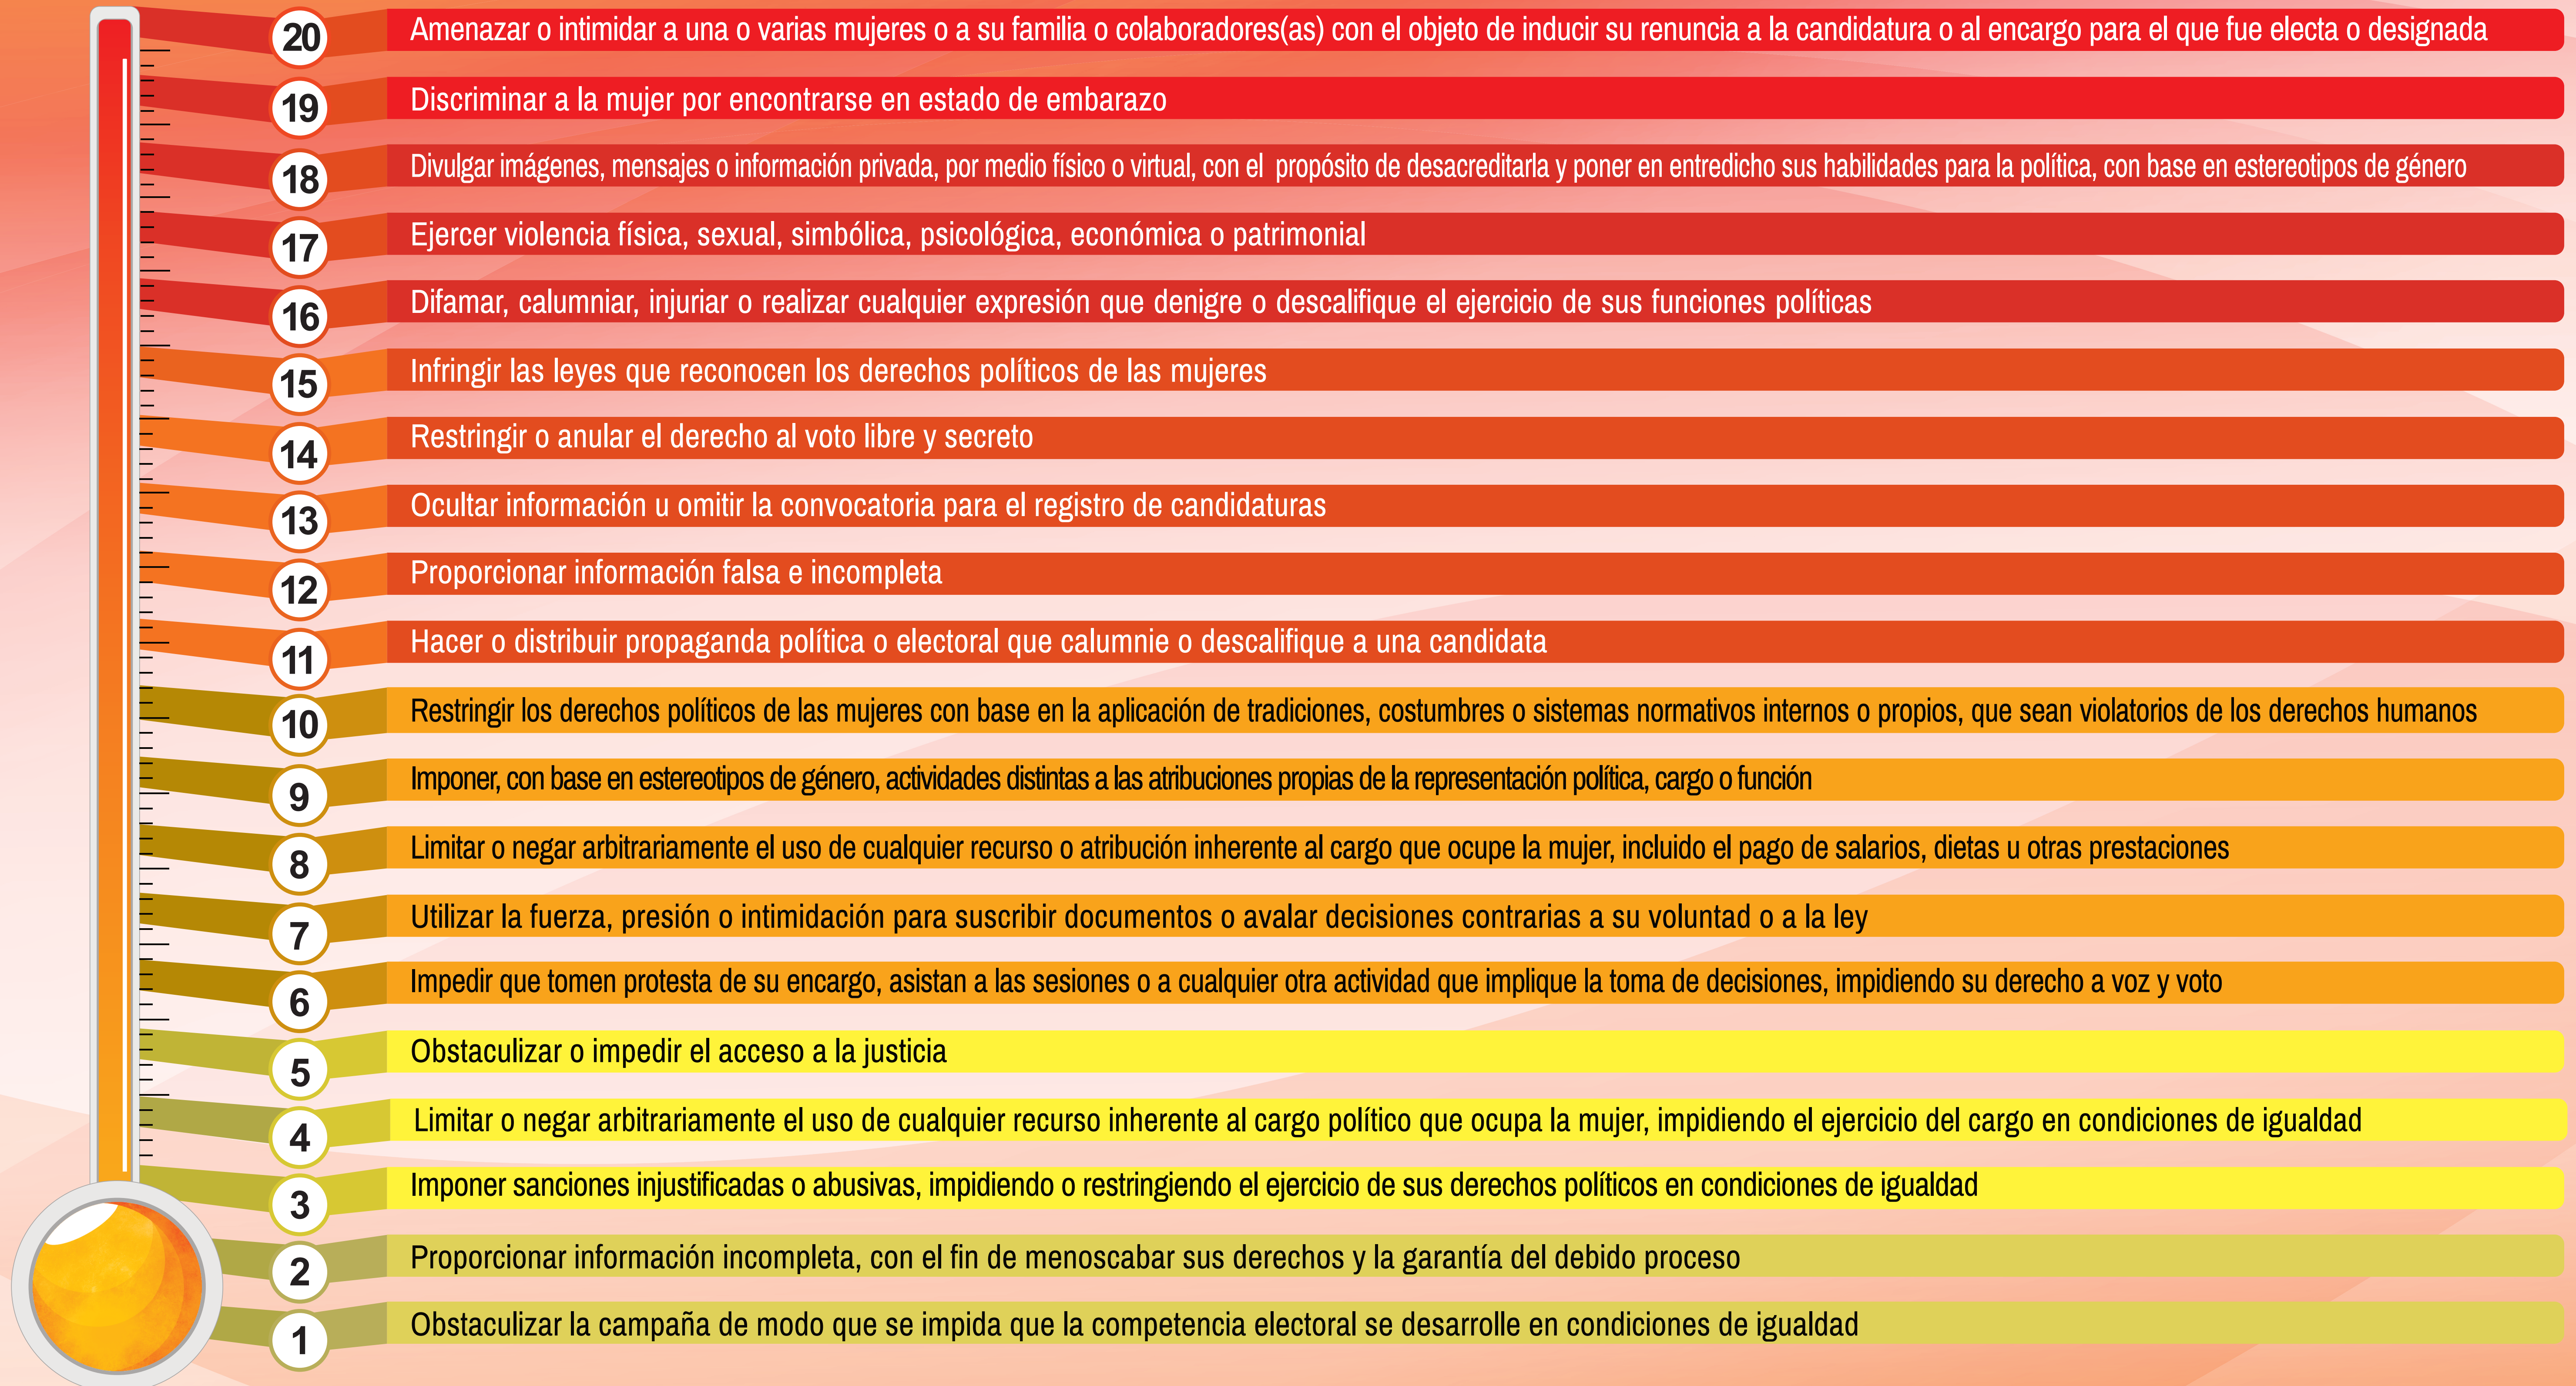 20 Amenazar o intimidar a una o varias mujeres o a su familia o colaboradores(as) con el objeto de inducir su renuncia a la candidatura o al encargo para el que fue electa o designada
19 Discriminar a la mujer por encontrarse en estado de embarazo
18 Divulgar imágenes, mensajes o información privada, por medio físico o virtual, con el propósito de desacreditarla y poner en entredicho sus habilidades para la política, con base en estereotipos de género
17 Ejercer violencia física, sexual, simbólica, psicológica, económica o patrimonial
16 Difamar, calumniar, injuriar o realizar cualquier expresión que denigre o descalifique el ejercicio de sus funciones políticas
15 Infringir las leyes que reconocen los derechos políticos de las mujeres
14 Restringir o anular el derecho al voto libre y secreto
13 Ocultar información u omitir la convocatoria para el registro de candidaturas
12 Proporcionar información falsa e incompleta
11 Hacer o distribuir propaganda política o electoral que calumnie o descalifique a una candidata
10 Restringir los derechos políticos de las mujeres con base en la aplicación de tradiciones, costumbres o sistemas normativos internos o propios, que sean violatorios de los derechos humanos
9 Imponer, con base en estereotipos de género, actividades distintas a las atribuciones propias de la representación política, cargo o función
8 Limitar o negar arbitrariamente el uso de cualquier recurso o atribución inherente al cargo que ocupe la mujer, incluido el pago de salarios, dietas u otras prestaciones
7 Utilizar la fuerza, presión o intimidación para suscribir documentos o avalar decisiones contrarias a su voluntad o a la ley
6 Impedir que tomen protesta de su encargo, asistan a las sesiones o a cualquier otra actividad que implique la toma de decisiones, impidiendo su derecho a voz y voto
5 Obstaculizar o impedir el acceso a la justicia
4 Limitar o negar arbitrariamente el uso de cualquier recurso inherente al cargo político que ocupa la mujer, impidiendo el ejercicio del cargo en condiciones de igualdad
3 Imponer sanciones injustificadas o abusivas, impidiendo o restringiendo el ejercicio de sus derechos políticos en condiciones de igualdad
2 Proporcionar información incompleta, con el fin de menoscabar sus derechos y la garantía del debido proceso
1 Obstaculizar la campaña de modo que se impida que la competencia electoral se desarrolle en condiciones de igualdad